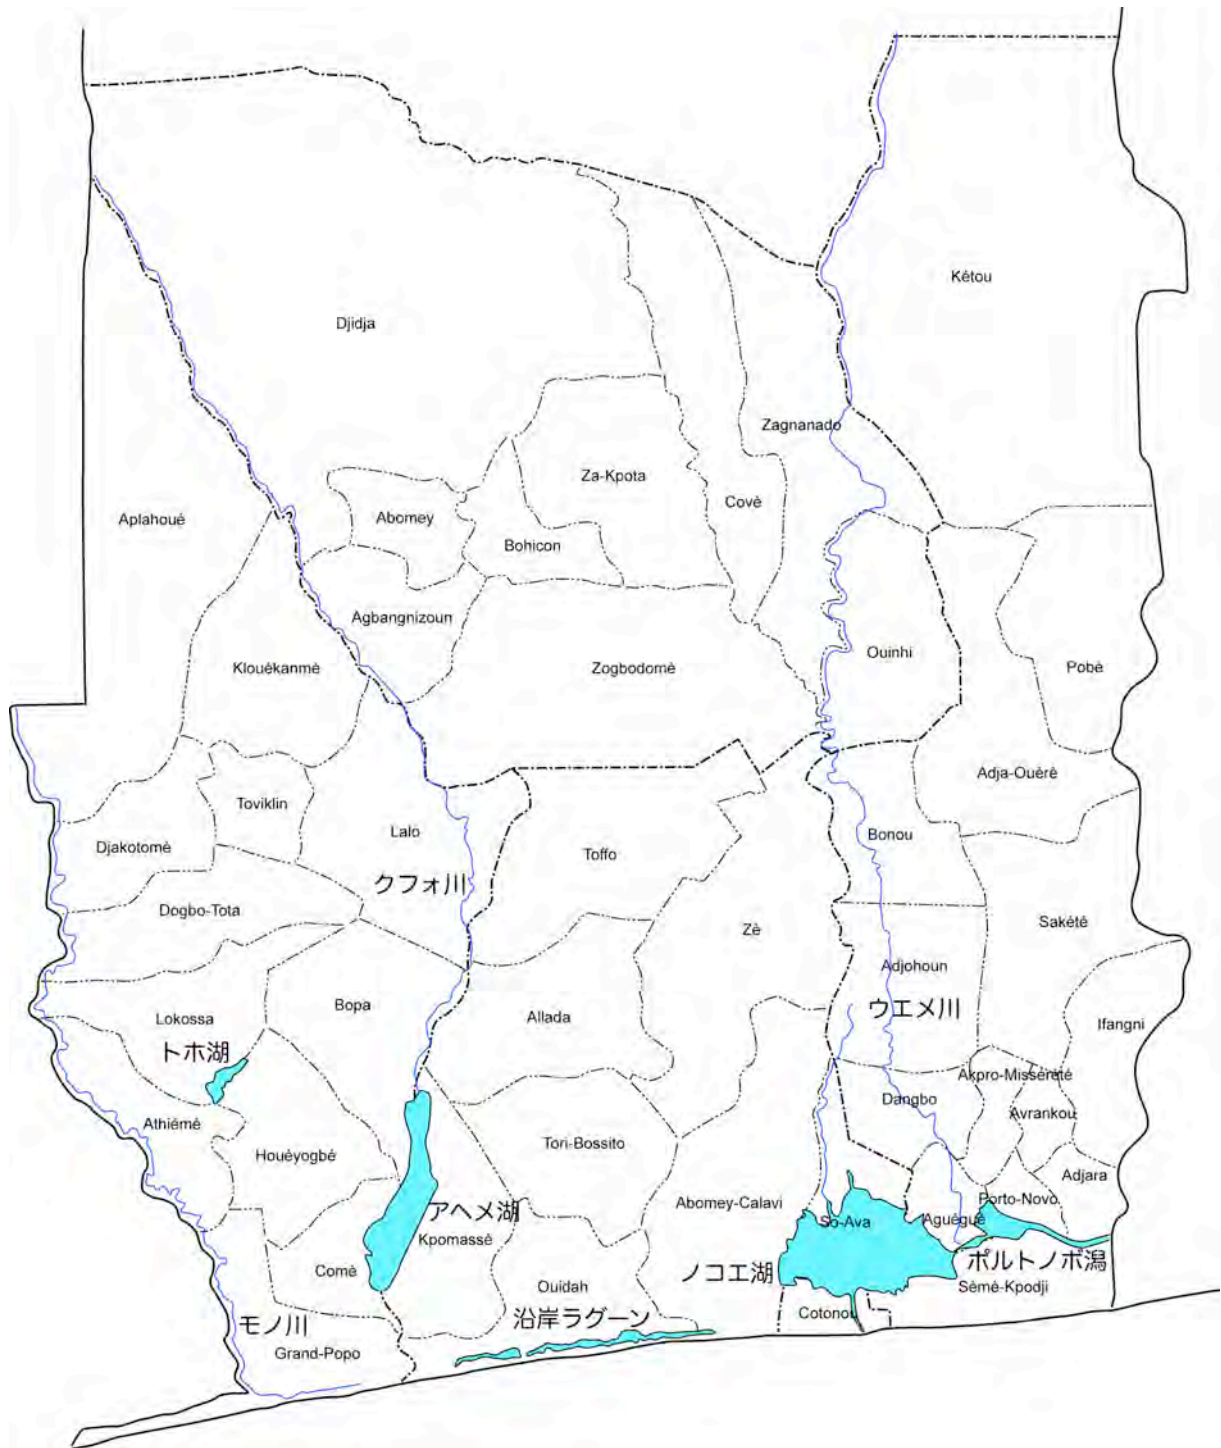 Kétou
Djidja
Zagnanado
Za-Kpota
Covè
Aplahoué
Abomey
Bohicon
Agbangnizoun
Ouinhi
Klouékanmè
Zogbodomè
Pobè
Adja-Ouèrè
Toviklin
Lalo
Bonou
Djakotomè
Toffo
クフォ川
Dogbo-Tota
Zè
Sakété
Adjohoun
Bopa
ウエメ川
Lokossa
Allada
Ifangni
トホ湖
Akpro-Missérété
Dangbo
Avrankou
Athiémè
Tori-Bossito
Houéyogbé
Adjara
Abomey-Calavi
Porto-Novo
アヘメ湖
So-Ava
Aguégué
Kpomassè
ポルトノボ潟
Comè
ノコエ湖
Ouidah
Sèmè-Kpodji
沿岸ラグーン
Cotonou
モノ川
Grand-Popo